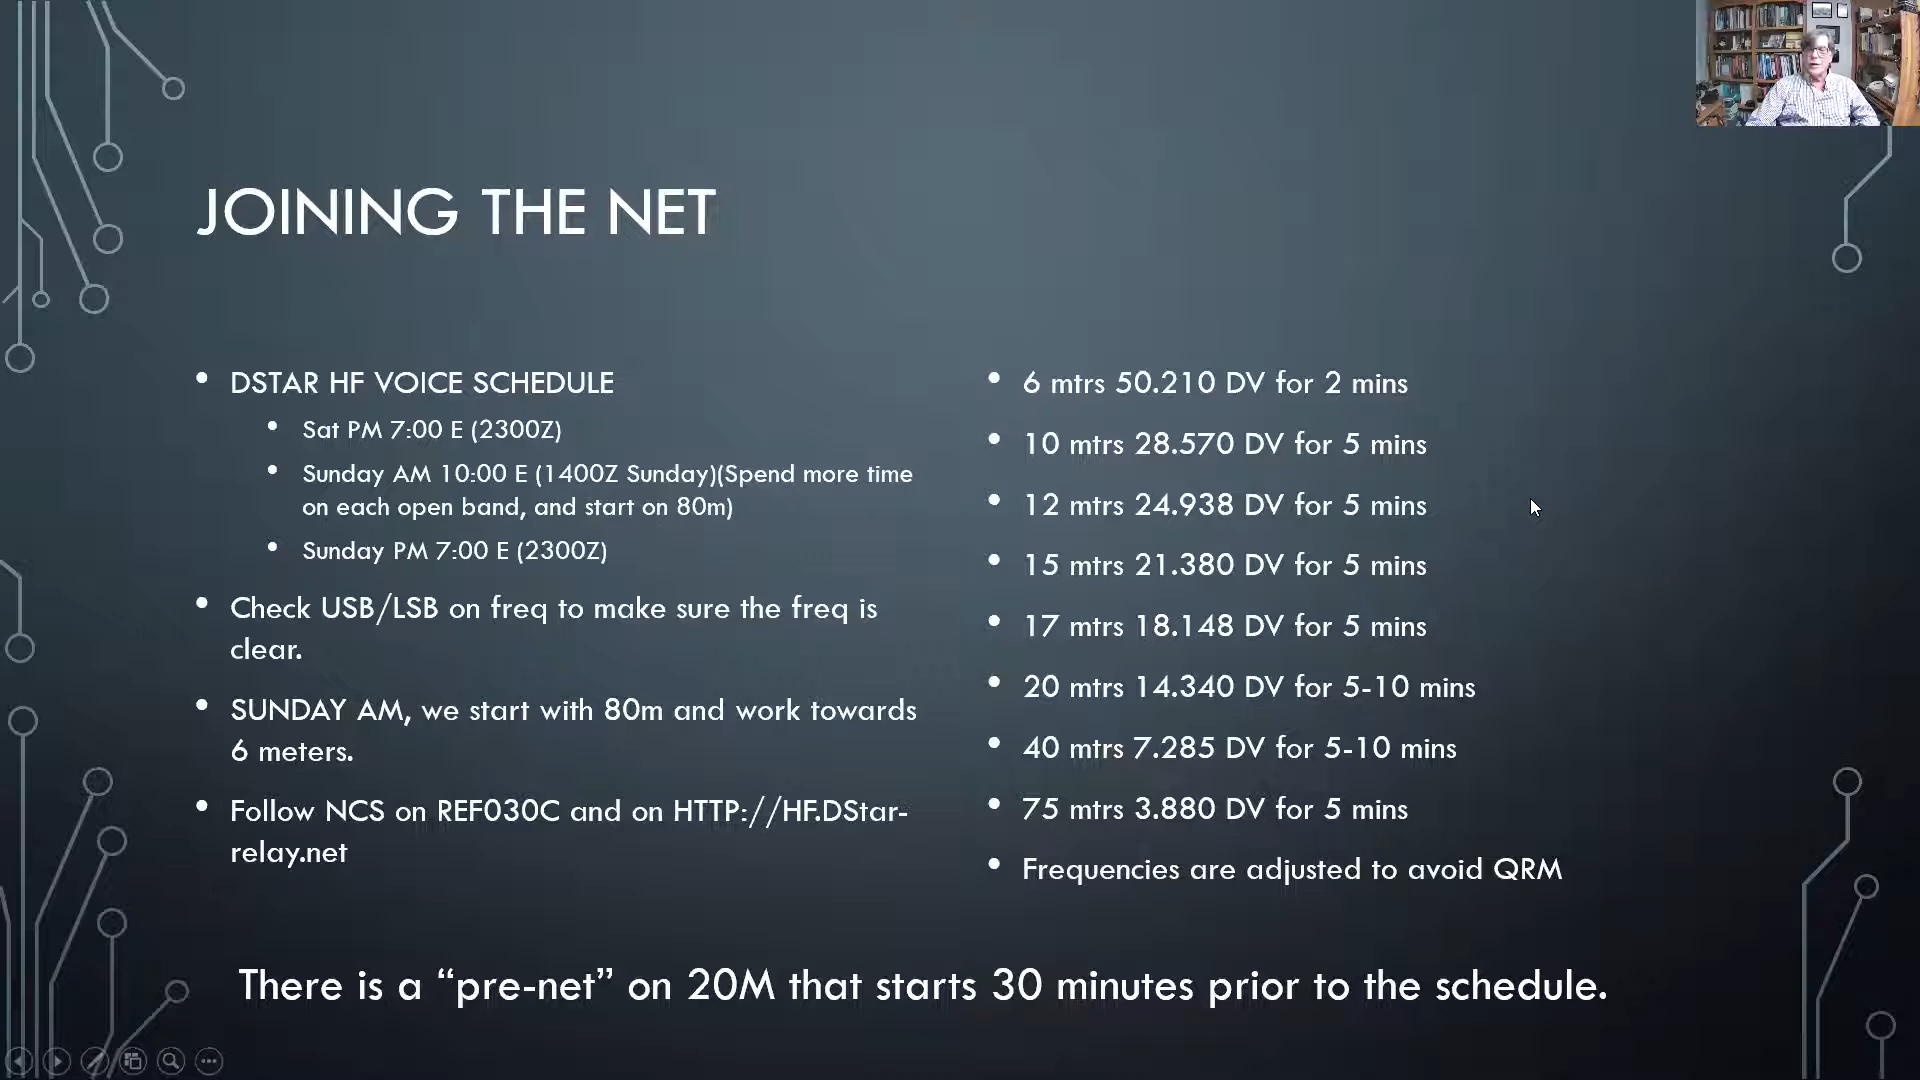 JOINING THE NET
DSTAR HF VOICE SCHEDULE
Sat PM 7:00 E (2300Z)
Sunday AM 10:00 E (1400Z Sunday)(Spend more time
on each open band, and start on 80m)
Sunday PM 7:00 E (2300Z)
Check USB/LSB on freq to make sure the freq is
clear.
SUNDAY AM, we start with 80m and work towards
6 meters.
Follow NCS on REF030C and on HTTP://HF.DStar-
relay.net
6 mtrs 50.210 DV for 2 mins
10 mtrs 28.570 DV for 5 mins
12 mtrs 24.938 DV for 5 mins
15 mtrs 21.380 DV for 5 mins
17 mtrs 18.148 DV for 5 mins
20 mtrs 14.340 DV for 5-10 mins
40 mtrs 7.285 DV for 5-10 mins
75 mtrs 3.880 DV for 5 mins
Frequencies are adjusted to avoid QRM
There is a “pre-net” on 20M that starts 30 minutes prior to the schedule.